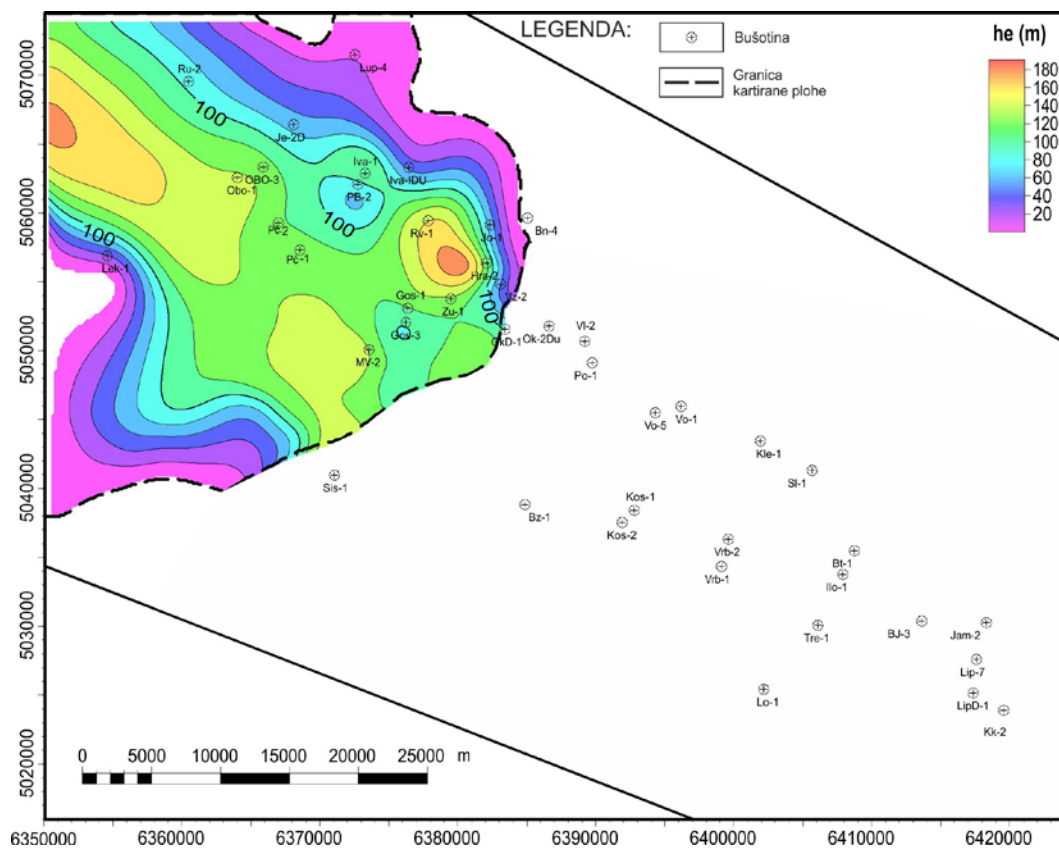 LEGENDA:
Bušotina
Granica
kartirane plohe
he (m)
180
160
140
120
100
80
60
40
20
5070000
5060000
5050000
5040000
5030000
5020000
Lup-4
Ru-2
100
Je-2D
Iva-1
OBO-3
Iva-IDU
Obo-1
PB-2
100
Rv-1
Pc-2
Jo-1
Bn-4
100
Pc-1
Lek-1
Hra-2
Vz-2
Gos-1
Zu-1
100
Gos-3
OkD-1
Ok-2Du
Vl-2
MV-2
Po-1
Vo-5
Vo-1
Kle-1
Sl-1
Sis-1
Kos-1
Bz-1
Kos-2
Vrb-2
Bt-1
Vrb-1
Ilo-1
Tre-1
BJ-3
Jam-2
Lip-7
Lo-1
LipD-1
Kk-2
0 5000 10000 15000 20000 25000 m
6350000 6360000 6370000 6380000 6390000 6400000 6410000 6420000